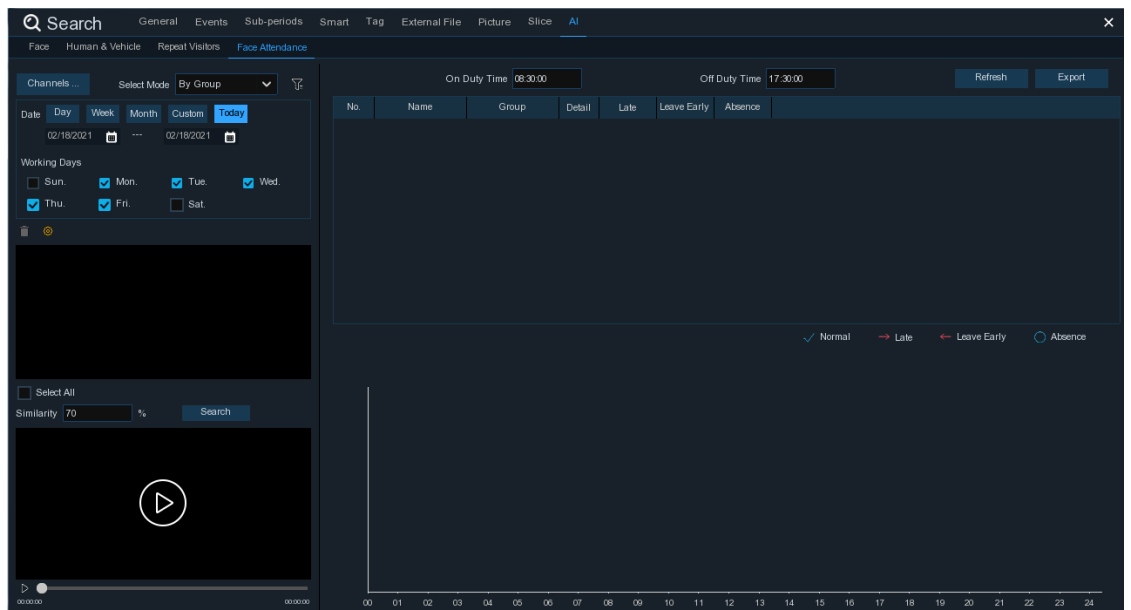 Search General Events Sub-periods Smart Tag External File Picture Slice AI
Face Human & Vehicle Repeat Visitors Face Attendance
Channels ... Select Mode By Group
Date Day Week Month Custom Today
02/18/2021 --- 02/18/2021
Working Days
Sun. Mon. Tue. Wed.
Thu. Fri. Sat.
Select All
Similarity 70 % Search
00:00:00 00:00:00
On Duty Time 08:30:00 Off Duty Time 17:30:00 Refresh Export
No. Name Group Detail Late Leave Early Absence
Normal Late Leave Early Absence
00 01 02 03 04 05 06 07 08 09 10 11 12 13 14 15 16 17 18 19 20 21 22 23 24